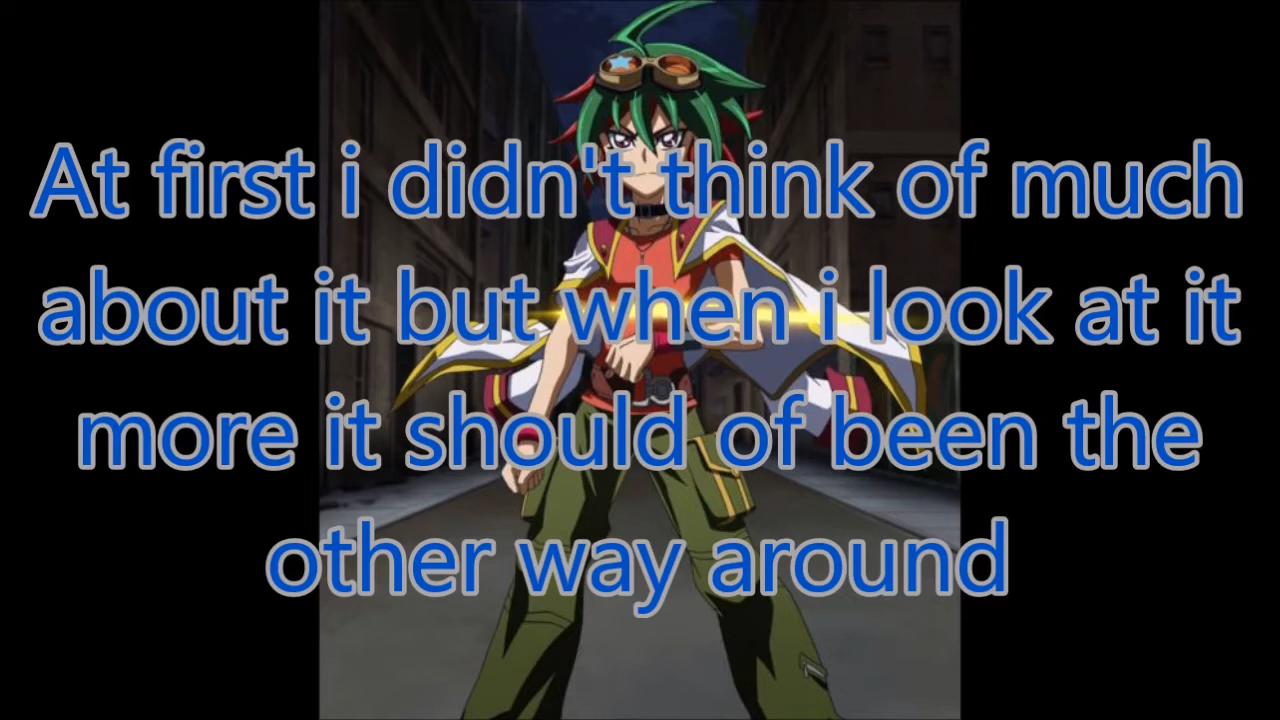 At first i didn't think of much
about it but when i look at it
more it should of been the
other way around